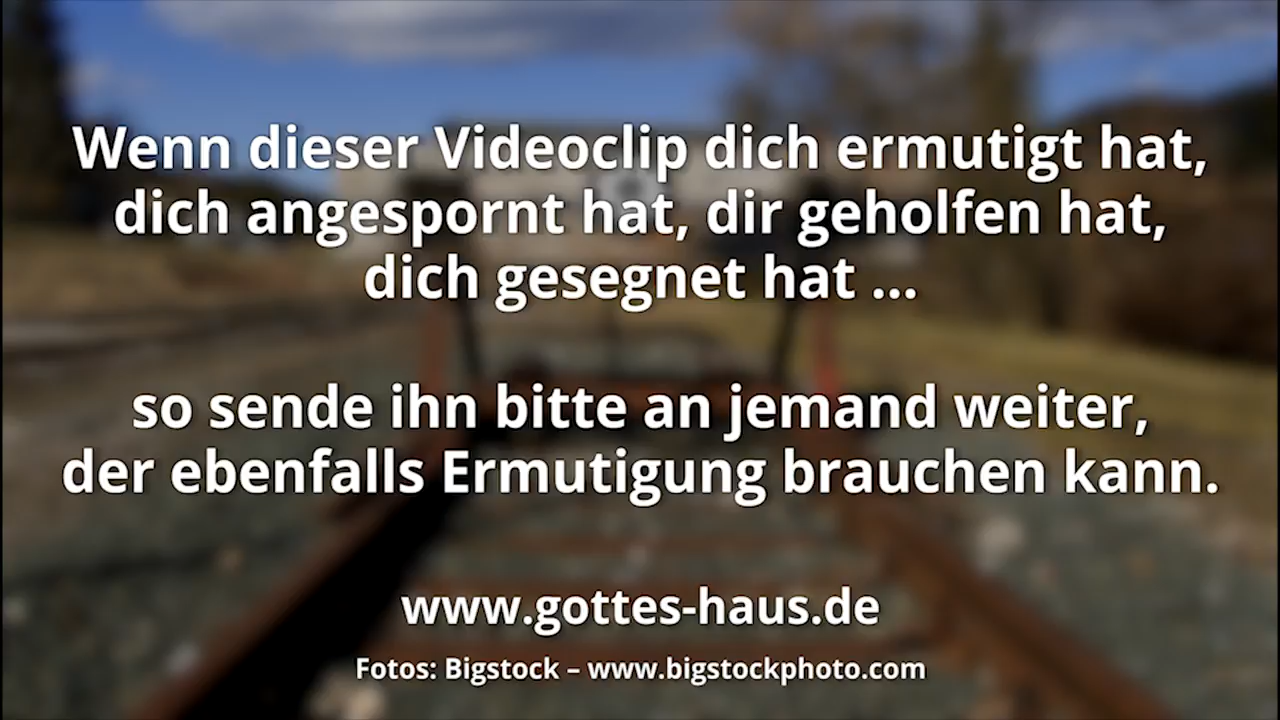 Wenn dieser Videoclip dich ermutigt hat,
dich angespornt hat, dir geholfen hat,
dich gesegnet hat ...
so sende ihn bitte an jemand weiter,
der ebenfalls Ermutigung brauchen kann.
www.gottes-haus.de
Fotos: Bigstock – www.bigstockphoto.com